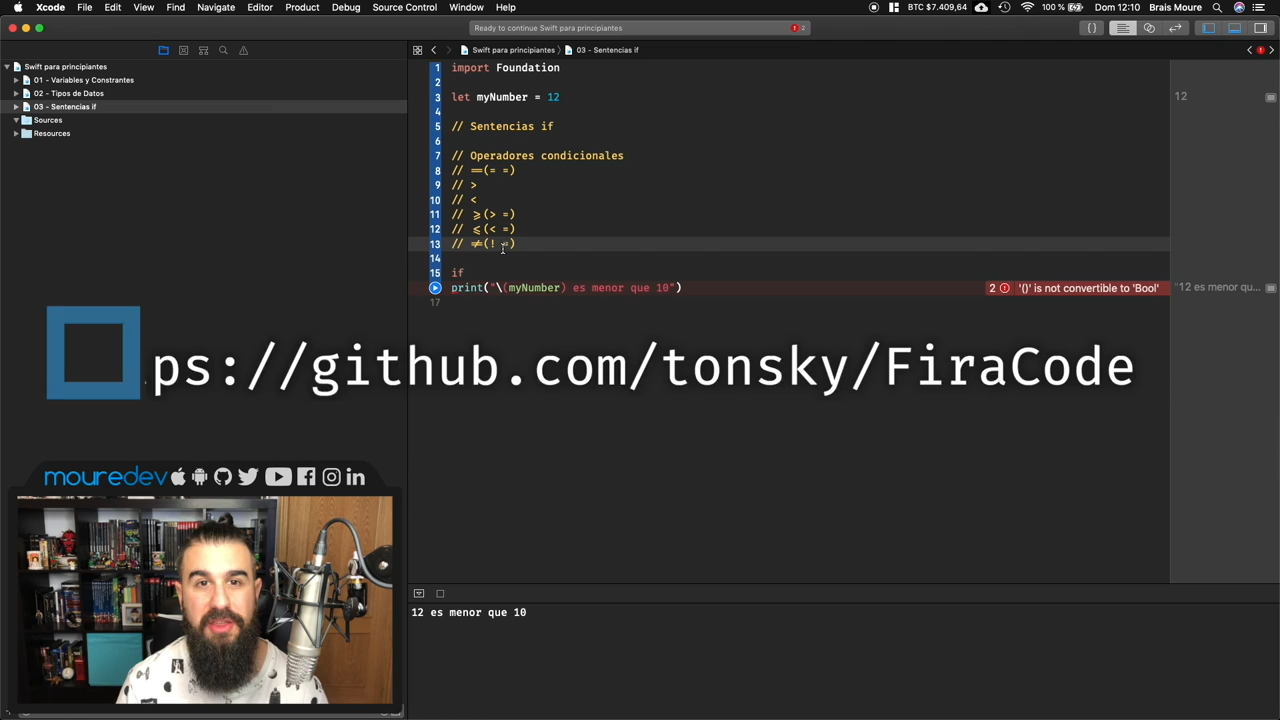 Xcode File Edit View Find Navigate Editor Product Debug Source Control Window Help
BTC $7.409,64 100 % Dom 12:10 Brais Moure
Ready to continue Swift para principiantes 2
Swift para principiantes 03 - Sentencias if
Swift para principiantes
01 - Variables y Constrantes
02 - Tipos de Datos
03 - Sentencias if
Sources
Resources
1 import Foundation
2
3 let myNumber = 12
12
4
5 // Sentencias if
6
7 // Operadores condicionales
8 // ==(= =)
9 // >
10 // <
11 // >=(> =)
12 // <=(< =)
13 // !=(! =)
14
15 if
print("\(myNumber) es menor que 10")
2 '()' is not convertible to 'Bool'
"12 es menor qu...
17
ps://github.com/tonsky/FiraCode
mouredev
12 es menor que 10